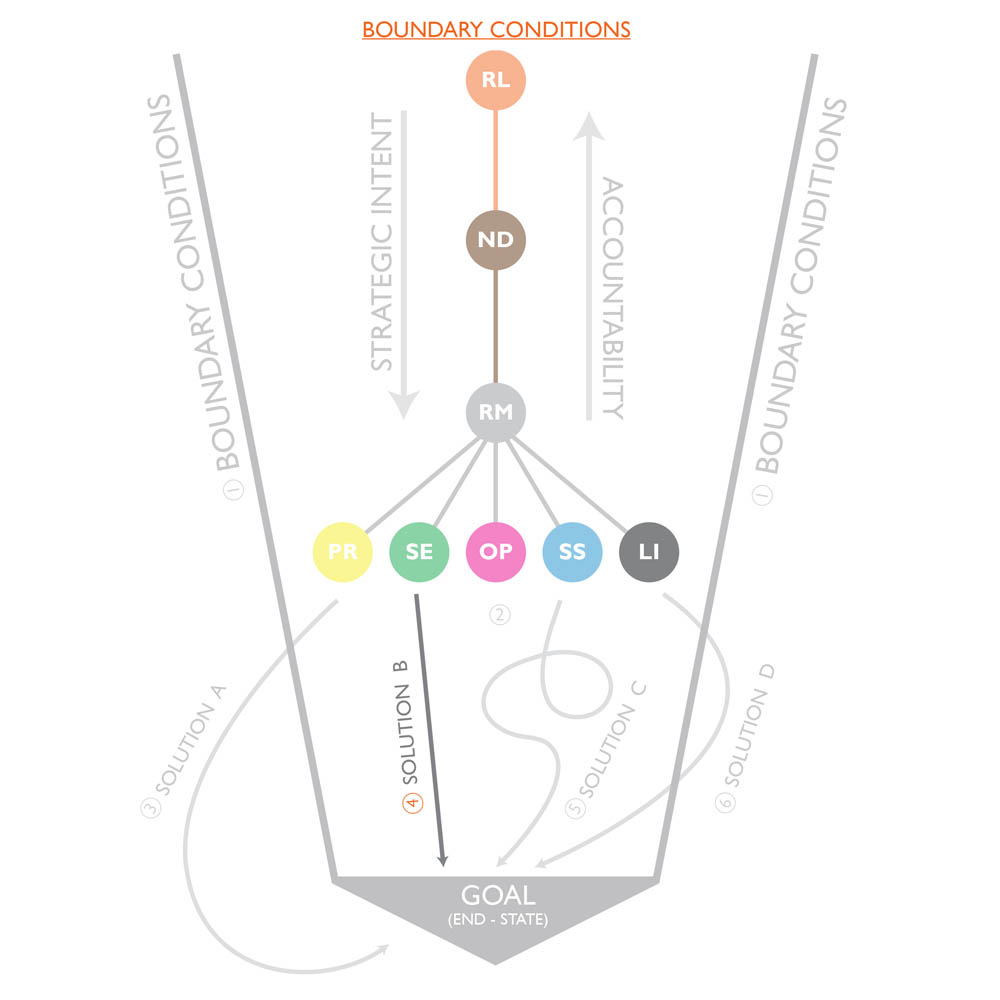 BOUNDARY CONDITIONS
RL
BOUNDARY CONDITIONS
①
STRATEGIC INTENT
ACCOUNTABILITY
BOUNDARY CONDITIONS
①
ND
RM
PR
SE
OP
SS
LI
②
③ SOLUTION A
④ SOLUTION B
⑤ SOLUTION C
⑥ SOLUTION D
GOAL
(END - STATE)